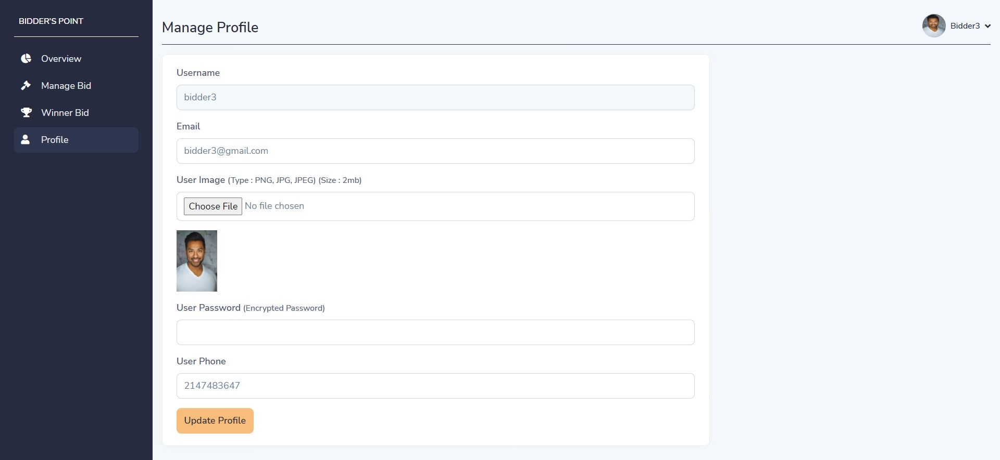 BIDDER'S POINT
Overview
Manage Bid
Winner Bid
Profile
Manage Profile
Bidder3
Username
bidder3
Email
bidder3@gmail.com
User Image (Type : PNG, JPG, JPEG) (Size : 2mb)
Choose File No file chosen
User Password (Encrypted Password)
User Phone
2147483647
Update Profile